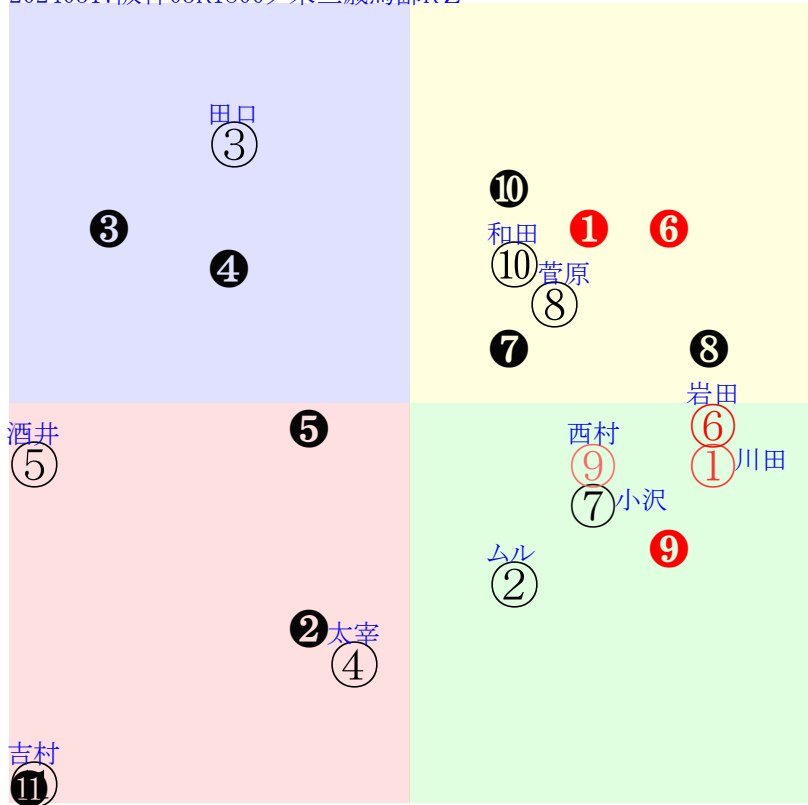 田口
③
❿
❸
❶
❻
和田
❹
⑩
菅原
⑧
❼
❽
岩田
⑥
❺
酒井
西村
⑤
⑨
①
川田
⑦
小沢
❾
ムル
②
❷
太宰
④
吉村
⓫